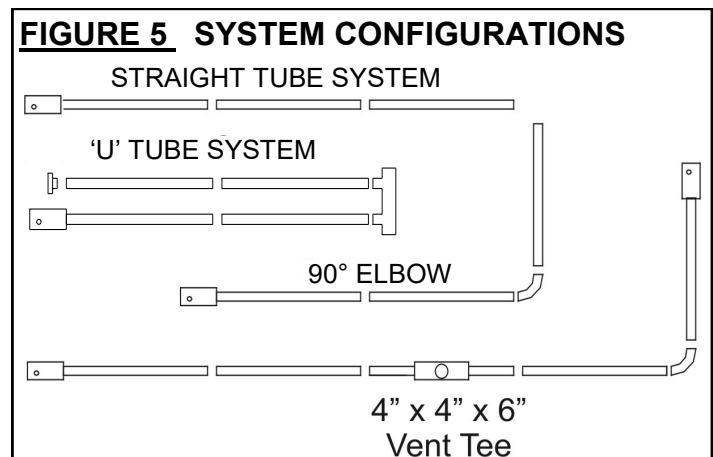 FIGURE 5 SYSTEM CONFIGURATIONS
STRAIGHT TUBE SYSTEM
‘U’ TUBE SYSTEM
90° ELBOW
4” x 4” x 6”
Vent Tee